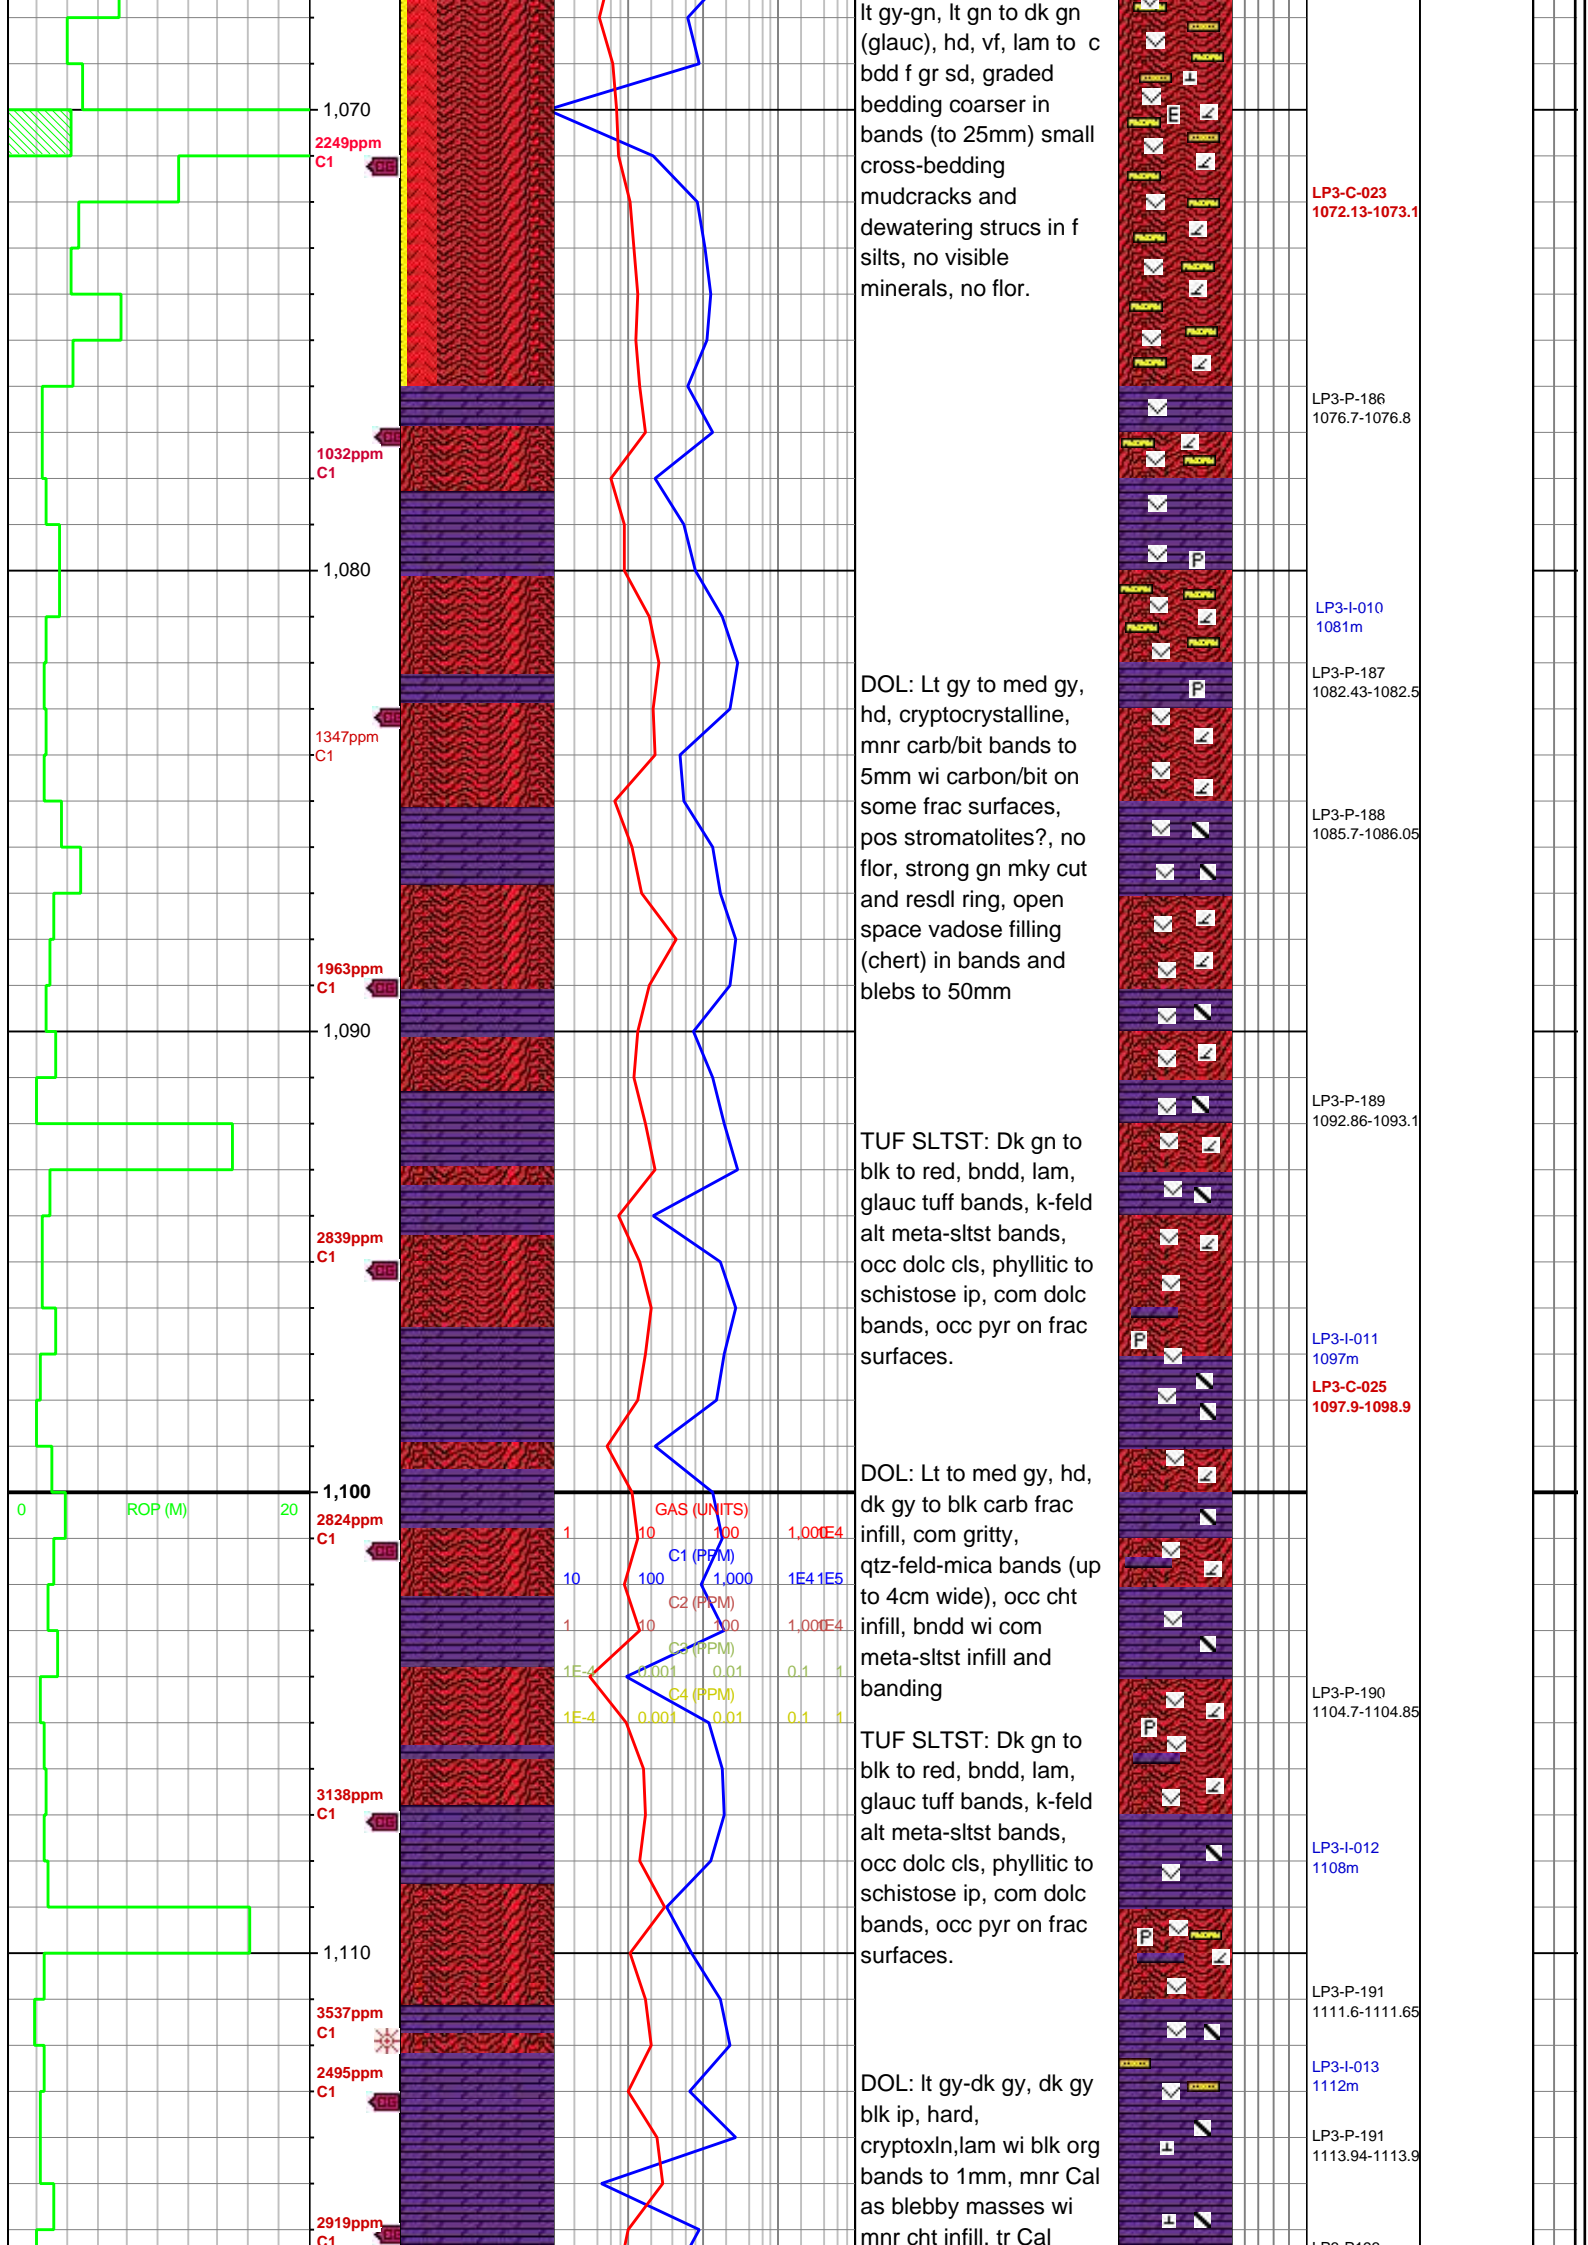 lt gy-gn, lt gn to dk gn
(glauc), hd, vf, lam to c
bdd f gr sd, graded
bedding coarser in
bands (to 25mm) small
cross-bedding
mudcracks and
dewatering strucs in f
silts, no visible
minerals, no flor.
1,070
2249ppm
C1
LP3-C-023
1072.13-1073.1
LP3-P-186
1076.7-1076.8
1032ppm
C1
1,080
LP3-I-010
1081m
LP3-P-187
1082.43-1082.5
DOL: Lt gy to med gy,
hd, cryptocrystalline,
mnr carb/bit bands to
5mm wi carbon/bit on
some frac surfaces,
pos stromatolites?, no
flor, strong gn mky cut
and resdl ring, open
space vadose filling
(chert) in bands and
blebs to 50mm
1347ppm
C1
LP3-P-188
1085.7-1086.05
1963ppm
C1
1,090
LP3-P-189
1092.86-1093.1
TUF SLTST: Dk gn to
blk to red, bndd, lam,
glauc tuff bands, k-feld
alt meta-sltst bands,
occ dolc cls, phyllitic to
schistose ip, com dolc
bands, occ pyr on frac
surfaces.
2839ppm
C1
LP3-I-011
1097m
LP3-C-025
1097.9-1098.9
DOL: Lt to med gy, hd,
dk gy to blk carb frac
infill, com gritty,
qtz-feld-mica bands (up
to 4cm wide), occ cht
infill, bndd wi com
meta-sltst infill and
banding
1,100
0 ROP (M) 20
2824ppm
C1
GAS (UNITS)
1 10 100 1,000 1E4
C1 (PPM)
10 100 1,000 1E4 1E5
C2 (PPM)
1 10 100 1,000 1E4
C3 (PPM)
1E-4 0.001 0.01 0.1 1
C4 (PPM)
1E-4 0.001 0.01 0.1 1
LP3-P-190
1104.7-1104.85
TUF SLTST: Dk gn to
blk to red, bndd, lam,
glauc tuff bands, k-feld
alt meta-sltst bands,
occ dolc cls, phyllitic to
schistose ip, com dolc
bands, occ pyr on frac
surfaces.
3138ppm
C1
LP3-I-012
1108m
1,110
LP3-P-191
1111.6-1111.65
3537ppm
C1
2495ppm
C1
LP3-I-013
1112m
LP3-P-191
1113.94-1113.9
DOL: lt gy-dk gy, dk gy
blk ip, hard,
cryptoxln,lam wi blk org
bands to 1mm, mnr Cal
as blebby masses wi
mnr cht infill, tr Cal
2919ppm
C1